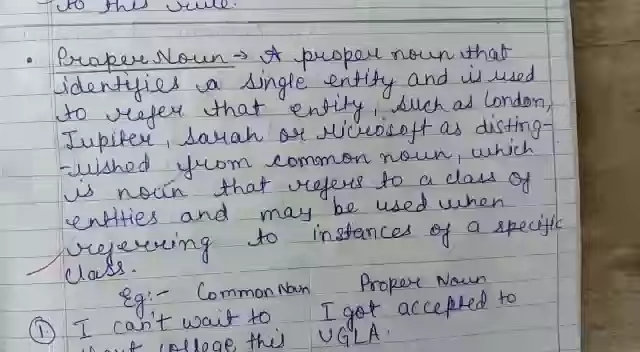 to this rule.
• Proper Noun → A proper noun that
identifies a single entity and is used
to refer that entity, such as London,
Jupiter, Sarah or Microsoft as disting-
-uished from common noun, which
is noun that refers to a class of
entities and may be used when
referring to instances of a specific
class.
Eg:- Common Noun Proper Noun
① I can't wait to I got accepted to
college this UGLA.